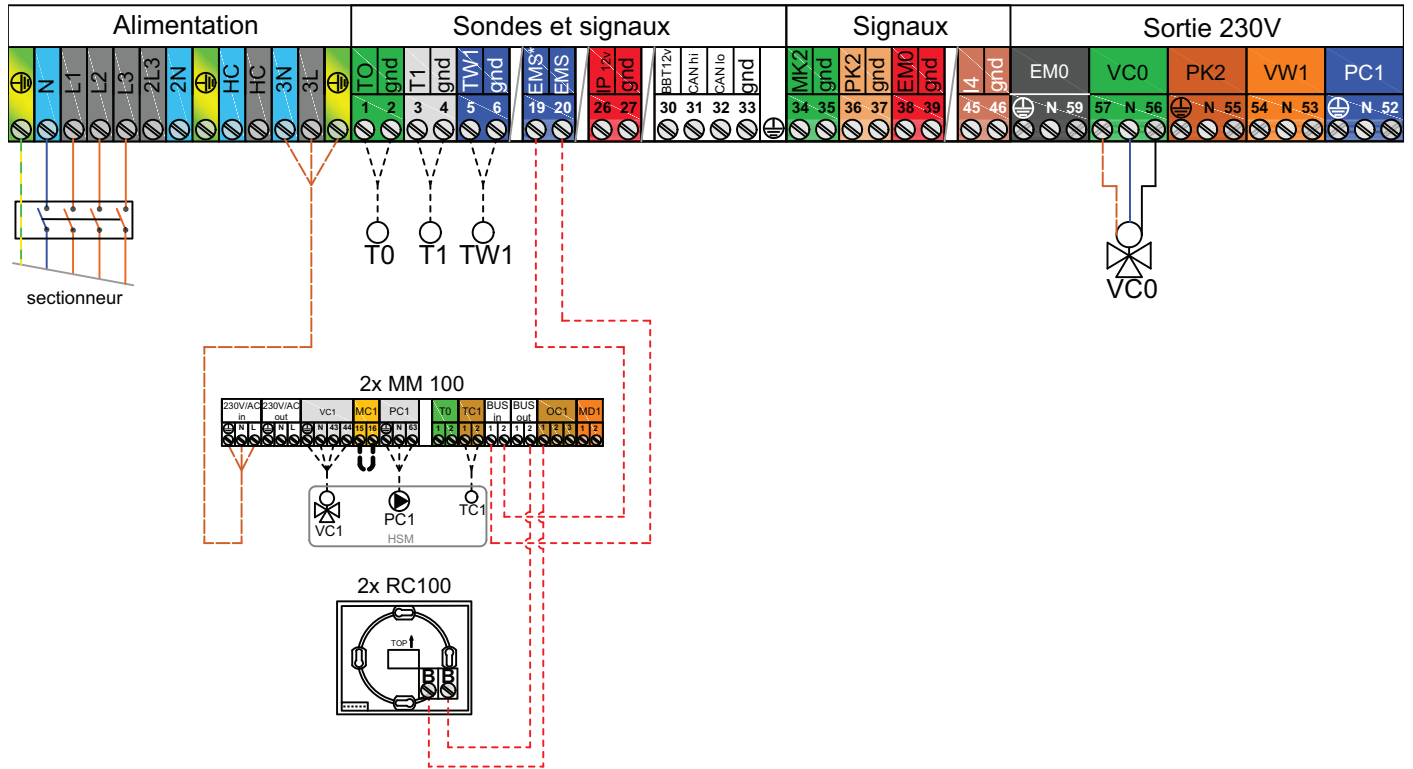 Alimentation Sondes et signaux Signaux Sortie 230V
N L1 L2 L3 2L3 2N HC HC 3N 3L TO gnd T1 gnd TW1 gnd EMS* EMS IP 12v gnd BBT12v CAN hi CAN lo gnd MK2 gnd PK2 gnd EM0 gnd I4 gnd EM0 VC0 PK2 VW1 PC1
1 2 3 4 5 6 19 20 26 27 30 31 32 33 34 35 36 37 38 39 45 46 N 59 57 N 56 N 55 54 N 53 N 52
T0 T1 TW1
VC0
sectionneur
2x MM 100
230V/AC in 230V/AC out VC1 MC1 PC1 T0 TC1 BUS in BUS out OC1 MD1
N L N L N 43 44 15 16 N 63 1 2 1 2 1 2 1 2 1 2 3 1 2
VC1 PC1 TC1
HSM
2x RC100
TOP
B B